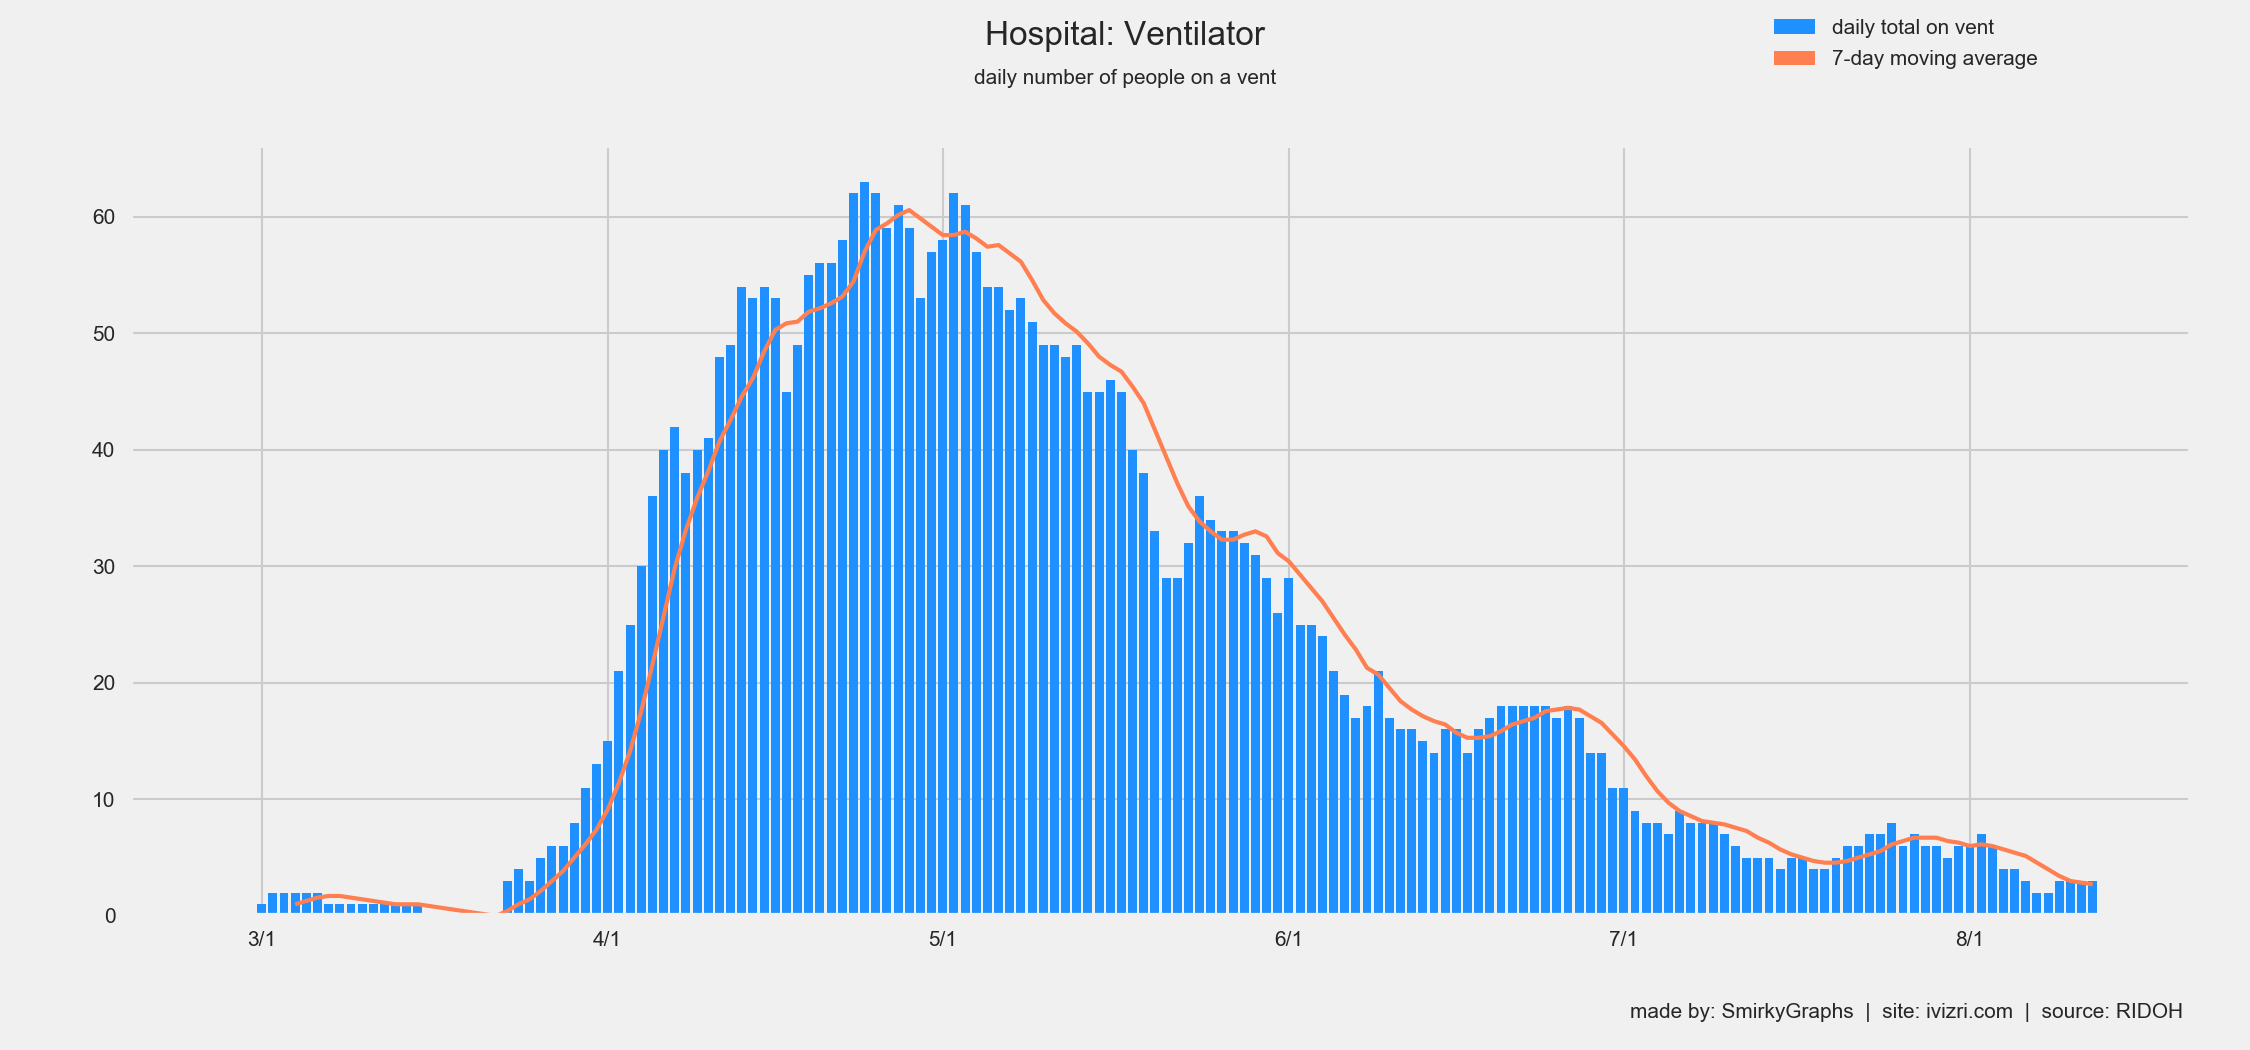 Hospital: Ventilator
daily number of people on a vent
daily total on vent
7-day moving average
60
50
40
30
20
10
0
3/1 4/1 5/1 6/1 7/1 8/1
made by: SmirkyGraphs | site: ivizri.com | source: RIDOH